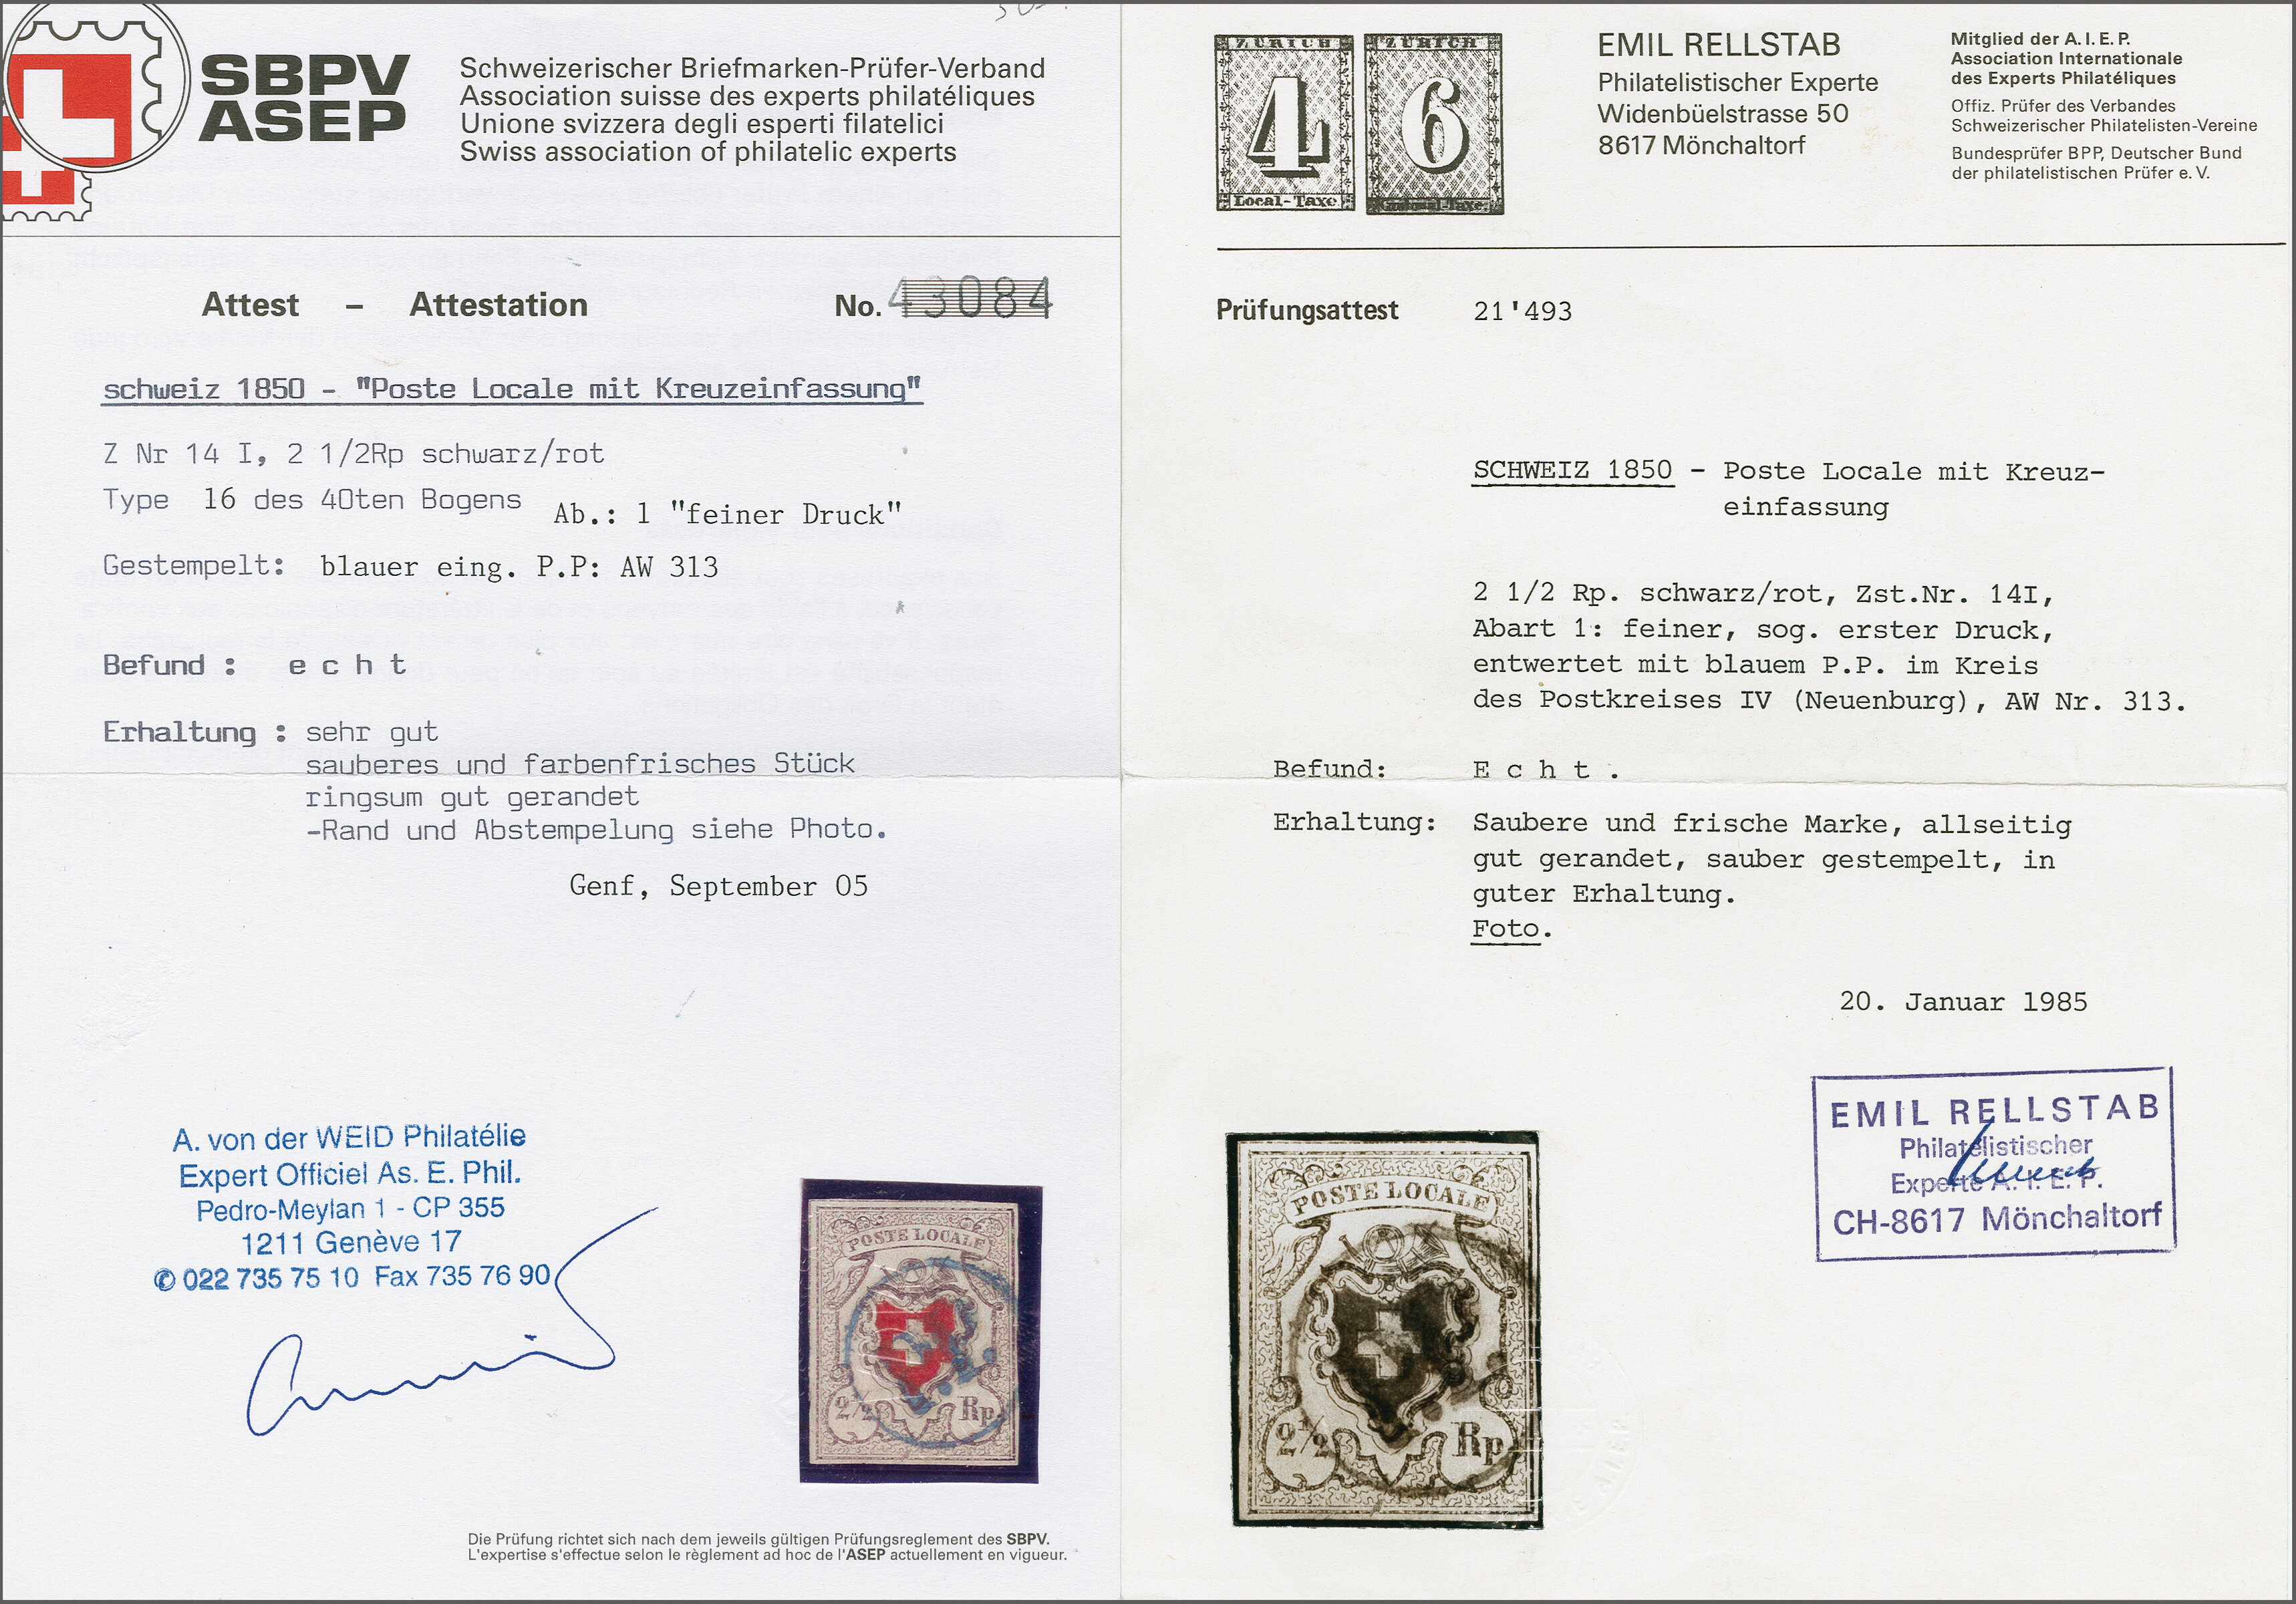 SBPV
ASEP
Schweizerischer Briefmarken-Prüfer-Verband
Association suisse des experts philatéliques
Unione svizzera degli esperti filatelici
Swiss association of philatelic experts
Attest – Attestation No. 43084
schweiz 1850 - "Poste Locale mit Kreuzeinfassung"
Z Nr 14 I, 2 1/2Rp schwarz/rot
Type 16 des 40ten Bogens Ab.: 1 "feiner Druck"
Gestempelt: blauer eing. P.P: AW 313
Befund : e c h t
Erhaltung : sehr gut
sauberes und farbenfrisches Stück
ringsum gut gerandet
-Rand und Abstempelung siehe Photo.
Genf, September 05
A. von der WEID Philatélie
Expert Officiel As. E. Phil.
Pedro-Meylan 1 - CP 355
1211 Genève 17
✆ 022 735 75 10 Fax 735 76 90
POSTE LOCALE
2½ Rp.
Die Prüfung richtet sich nach dem jeweils gültigen Prüfungsreglement des SBPV.
L'expertise s'effectue selon le règlement ad hoc de l'ASEP actuellement en vigueur.
ZÜRICH ZÜRICH
4 6
Local-Taxe
EMIL RELLSTAB
Philatelistischer Experte
Widenbüelstrasse 50
8617 Mönchaltorf
Mitglied der A.I.E.P.
Association Internationale
des Experts Philatéliques
Offiz. Prüfer des Verbandes
Schweizerischer Philatelisten-Vereine
Bundesprüfer BPP, Deutscher Bund
der philatelistischen Prüfer e.V.
Prüfungsattest 21'493
SCHWEIZ 1850 - Poste Locale mit Kreuz-
einfassung
2 1/2 Rp. schwarz/rot, Zst.Nr. 14I,
Abart 1: feiner, sog. erster Druck,
entwertet mit blauem P.P. im Kreis
des Postkreises IV (Neuenburg), AW Nr. 313.
Befund: E c h t .
Erhaltung: Saubere und frische Marke, allseitig
gut gerandet, sauber gestempelt, in
guter Erhaltung.
Foto.
20. Januar 1985
EMIL RELLSTAB
Philatelistischer
Experte A. I. E. P.
CH-8617 Mönchaltorf
POSTE LOCALE
2½ Rp